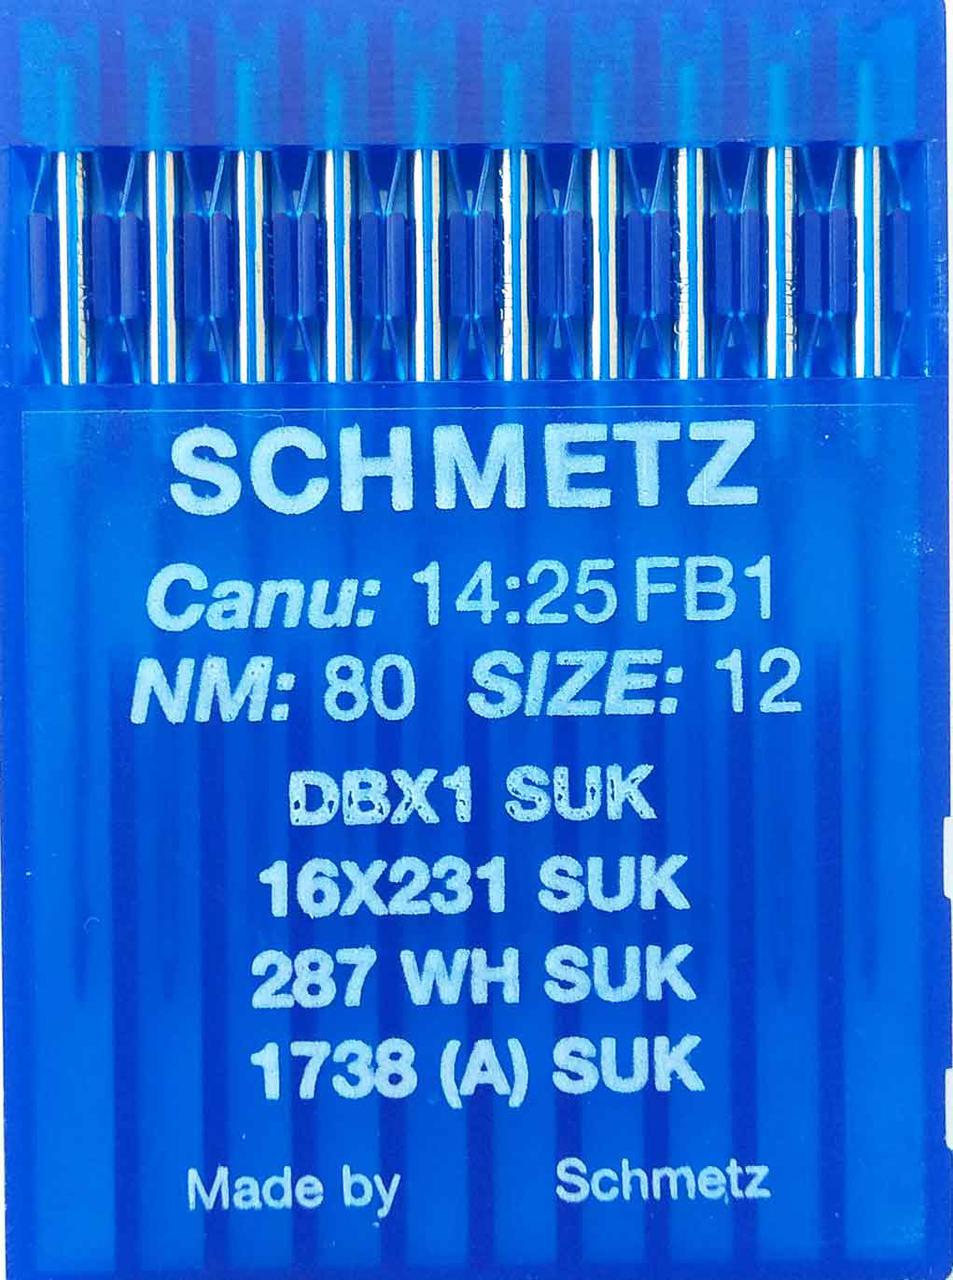 SCHMETZ
Canu: 14:25 FB1
NM: 80 SIZE: 12
DBX1 SUK
16X231 SUK
287 WH SUK
1738 (A) SUK
Made by Schmetz